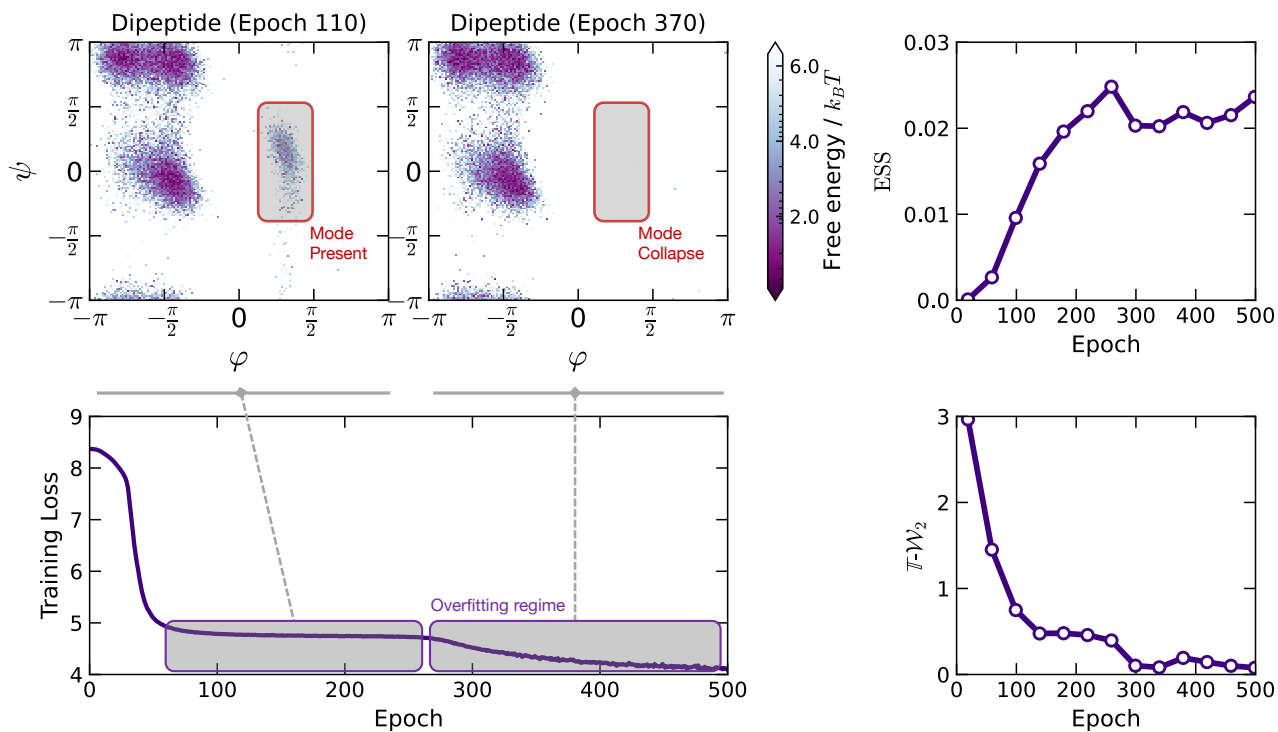 Dipeptide (Epoch 110)
π
π/2
0
−π/2
−π
ψ
−π
−π/2
0
π/2
π
φ
Mode
Present
Dipeptide (Epoch 370)
π
π/2
0
−π/2
−π
−π
−π/2
0
π/2
π
φ
Mode
Collapse
6.0
4.0
2.0
Free energy / k_BT
0.03
0.02
0.01
0.0
ESS
0
100
200
300
400
500
Epoch
9
8
7
6
5
4
Training Loss
Overfitting regime
0
100
200
300
400
500
Epoch
3
2
1
0
𝕋-𝒲₂
0
100
200
300
400
500
Epoch